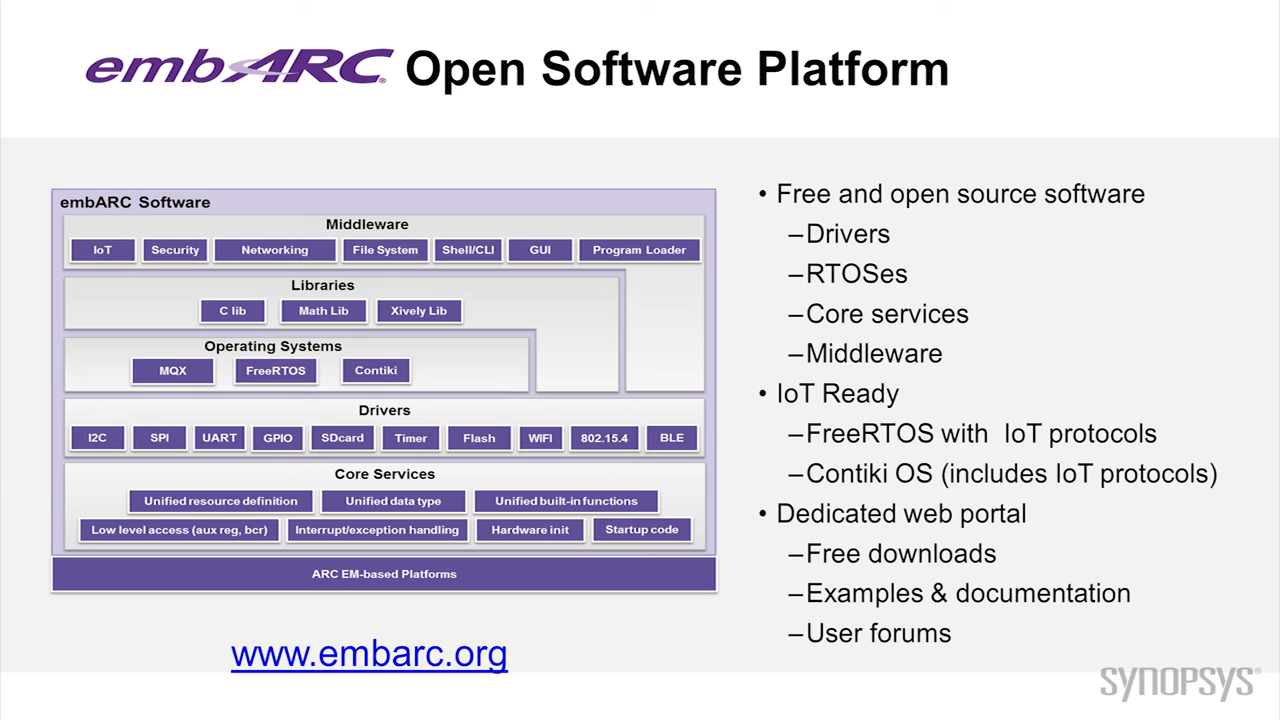 embARC® Open Software Platform
embARC Software
Middleware
IoT Security Networking File System Shell/CLI GUI Program Loader
Libraries
C lib Math Lib Xively Lib
Operating Systems
MQX FreeRTOS Contiki
Drivers
I2C SPI UART GPIO SDcard Timer Flash WIFI 802.15.4 BLE
Core Services
Unified resource definition Unified data type Unified built-in functions
Low level access (aux reg, bcr) Interrupt/exception handling Hardware init Startup code
ARC EM-based Platforms
www.embarc.org
• Free and open source software
–Drivers
–RTOSes
–Core services
–Middleware
• IoT Ready
–FreeRTOS with IoT protocols
–Contiki OS (includes IoT protocols)
• Dedicated web portal
–Free downloads
–Examples & documentation
–User forums
SYNOPSYS®